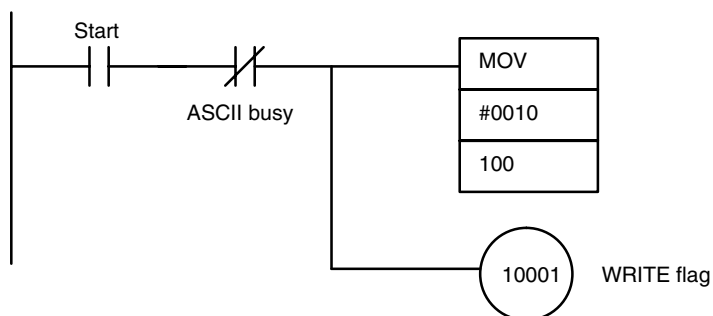 Start
ASCII busy
MOV
#0010
100
10001
WRITE flag